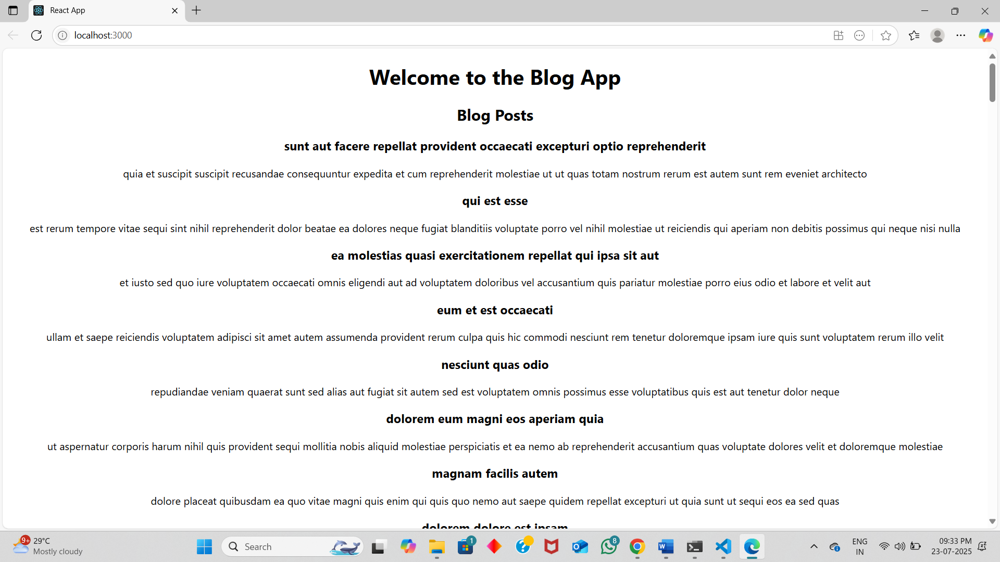 React App
localhost:3000
Welcome to the Blog App
Blog Posts
sunt aut facere repellat provident occaecati excepturi optio reprehenderit
quia et suscipit suscipit recusandae consequuntur expedita et cum reprehenderit molestiae ut ut quas totam nostrum rerum est autem sunt rem eveniet architecto
qui est esse
est rerum tempore vitae sequi sint nihil reprehenderit dolor beatae ea dolores neque fugiat blanditiis voluptate porro vel nihil molestiae ut reiciendis qui aperiam non debitis possimus qui neque nisi nulla
ea molestias quasi exercitationem repellat qui ipsa sit aut
et iusto sed quo iure voluptatem occaecati omnis eligendi aut ad voluptatem doloribus vel accusantium quis pariatur molestiae porro eius odio et labore et velit aut
eum et est occaecati
ullam et saepe reiciendis voluptatem adipisci sit amet autem assumenda provident rerum culpa quis hic commodi nesciunt rem tenetur doloremque ipsam iure quis sunt voluptatem rerum illo velit
nesciunt quas odio
repudiandae veniam quaerat sunt sed alias aut fugiat sit autem sed est voluptatem omnis possimus esse voluptatibus quis est aut tenetur dolor neque
dolorem eum magni eos aperiam quia
ut aspernatur corporis harum nihil quis provident sequi mollitia nobis aliquid molestiae perspiciatis et ea nemo ab reprehenderit accusantium quas voluptate dolores velit et doloremque molestiae
magnam facilis autem
dolore placeat quibusdam ea quo vitae magni quis enim qui quis quo nemo aut saepe quidem repellat excepturi ut quia sunt ut sequi eos ea sed quas
dolorem dolore est ipsam
9+
29°C
Mostly cloudy
Search
1
8
ENG
IN
09:33 PM
23-07-2025